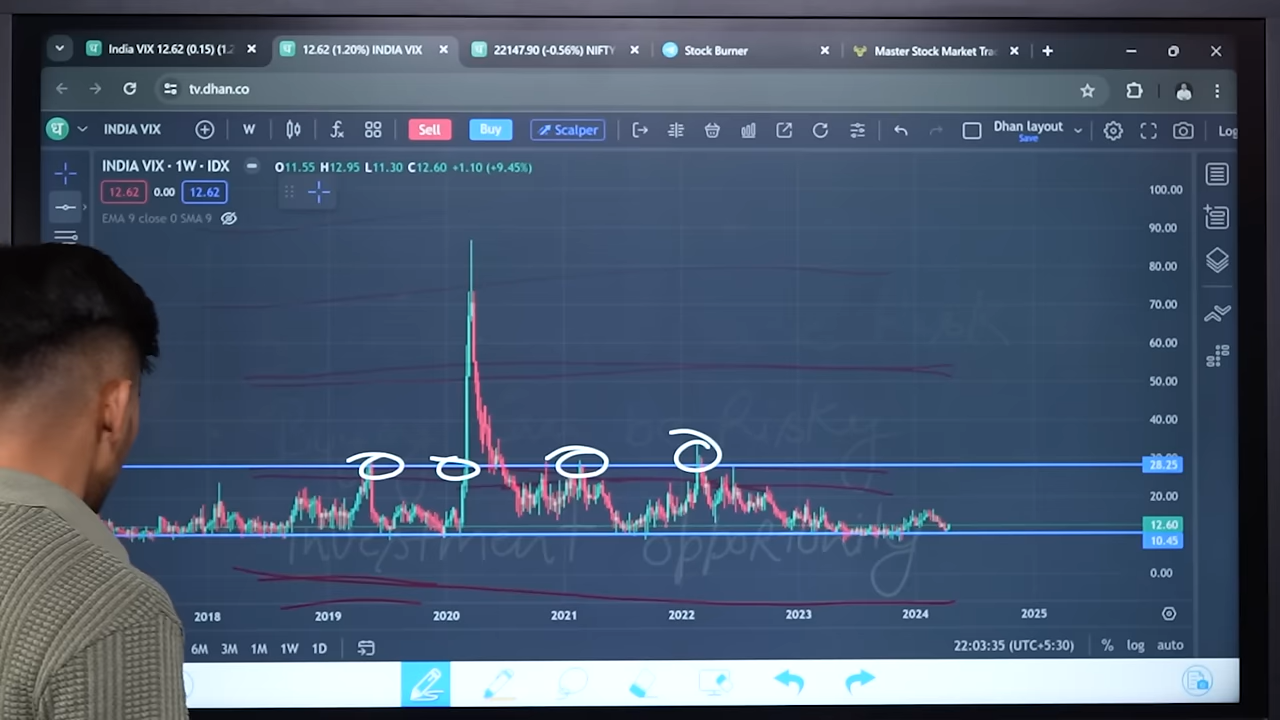 India VIX 12.62 (0.15) (1.2
12.62 (1.20%) INDIA VIX
22147.90 (-0.56%) NIFTY
Stock Burner
Master Stock Market Tra
tv.dhan.co
INDIA VIX
W
Sell
Buy
Scalper
Dhan layout
Save
Log
INDIA VIX · 1W · IDX
O11.55 H12.95 L11.30 C12.60 +1.10 (+9.45%)
12.62 0.00 12.62
EMA 9 close 0 SMA 9
100.00
90.00
80.00
70.00
60.00
50.00
40.00
30.00
28.25
20.00
12.60
10.45
0.00
risky
investment opportunity
2018 2019 2020 2021 2022 2023 2024 2025
6M 3M 1M 1W 1D
22:03:35 (UTC+5:30)
% log auto